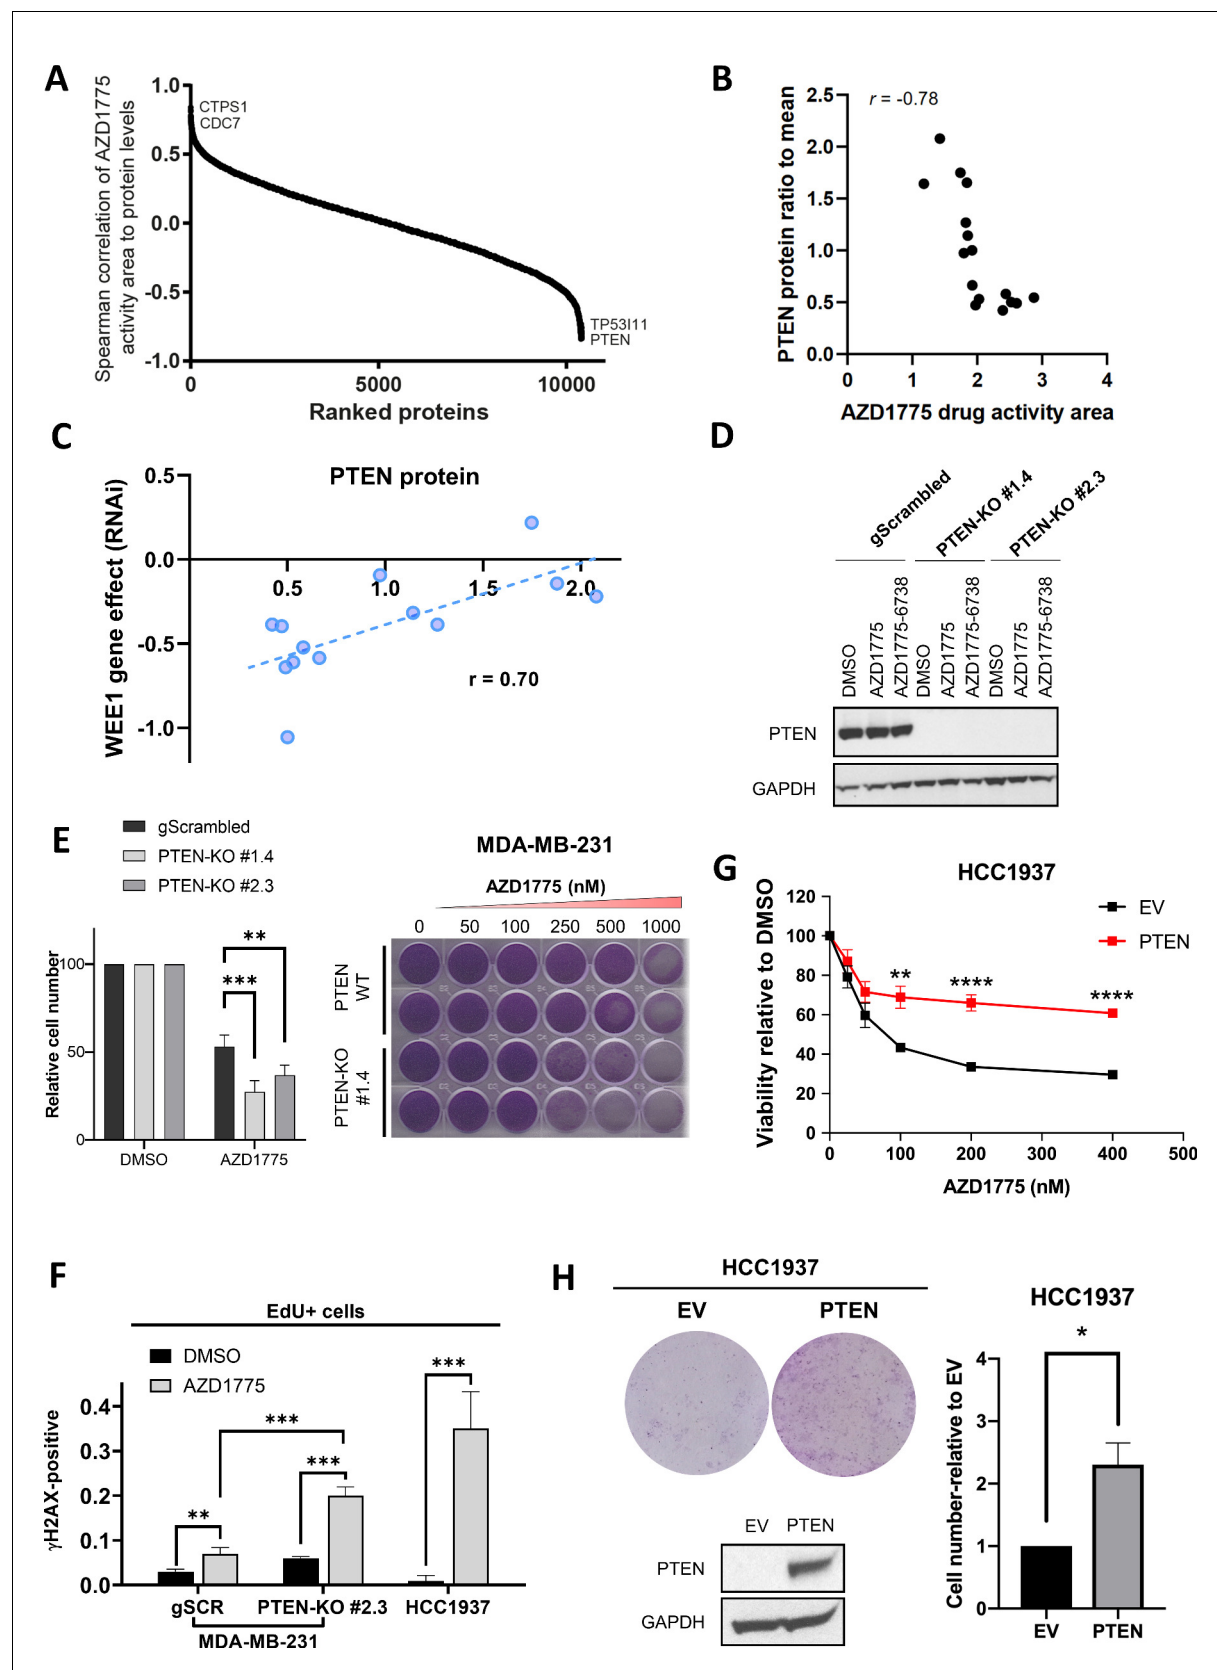 A
Spearman correlation of AZD1775
activity area to protein levels
1.0
0.5
0.0
-0.5
-1.0
CTPS1
CDC7
TP53I11
PTEN
0
5000
10000
Ranked proteins
B
PTEN protein ratio to mean
2.5
2.0
1.5
1.0
0.5
0.0
r = -0.78
0
1
2
3
4
AZD1775 drug activity area
C
PTEN protein
WEE1 gene effect (RNAi)
0.5
0.0
-0.5
-1.0
0.5
1.0
1.5
2.0
r = 0.70
D
gScrambled
PTEN-KO #1.4
PTEN-KO #2.3
DMSO
AZD1775
AZD1775-6738
DMSO
AZD1775
AZD1775-6738
DMSO
AZD1775
AZD1775-6738
PTEN
GAPDH
E
gScrambled
PTEN-KO #1.4
PTEN-KO #2.3
Relative cell number
100
50
0
**
***
DMSO
AZD1775
MDA-MB-231
AZD1775 (nM)
0
50
100
250
500
1000
PTEN
WT
PTEN-KO
#1.4
G
HCC1937
Viability relative to DMSO
120
100
80
60
40
20
0
EV
PTEN
**
****
****
0
100
200
300
400
500
AZD1775 (nM)
F
EdU+ cells
DMSO
AZD1775
γH2AX-positive
0.4
0.3
0.2
0.1
0.0
**
***
***
***
gSCR
PTEN-KO #2.3
HCC1937
MDA-MB-231
H
HCC1937
EV
PTEN
EV
PTEN
PTEN
GAPDH
HCC1937
Cell number-relative to EV
4
3
2
1
0
*
EV
PTEN